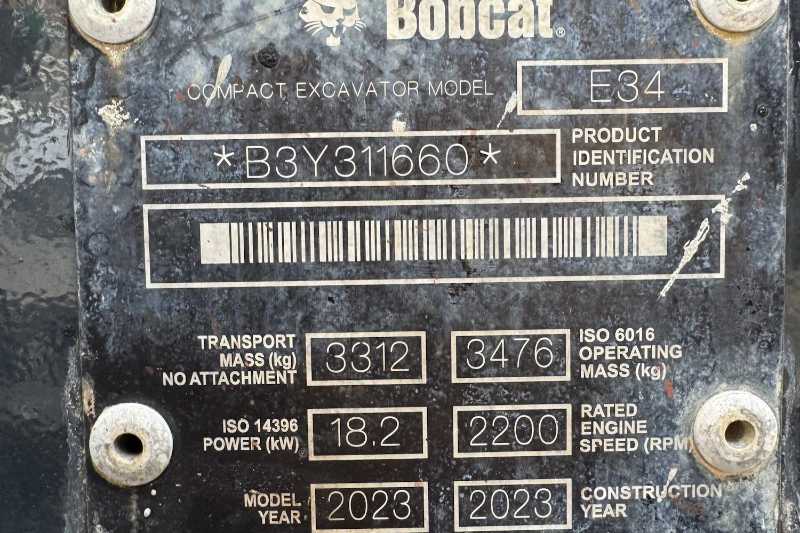 Bobcat®
COMPACT EXCAVATOR MODEL E34
*B3Y311660*
PRODUCT
IDENTIFICATION
NUMBER
TRANSPORT
MASS (kg)
NO ATTACHMENT
3312
3476
ISO 6016
OPERATING
MASS (kg)
ISO 14396
POWER (kW)
18.2
2200
RATED
ENGINE
SPEED (RPM)
MODEL
YEAR
2023
2023
CONSTRUCTION
YEAR